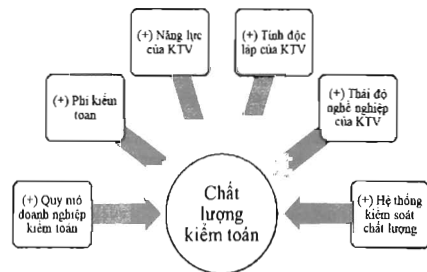 (+) Năng lực
của KTV
(+) Tính độc
lập của KTV
(+) Phí kiểm
toan
(+) Thái độ
nghề nghiệp
của KTV
(+) Quy mô
doanh nghiệp
kiểm toán
Chất
lượng
kiểm toán
(+) Hệ thống
kiểm soát
chất lượng